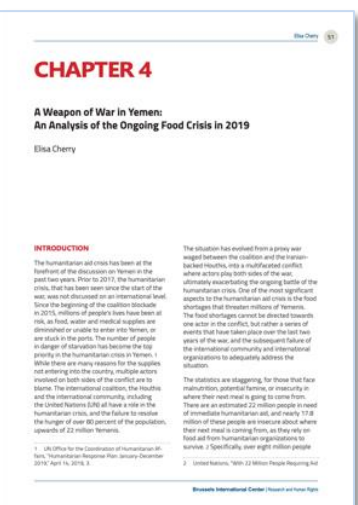 Elisa Cherry
51
CHAPTER 4
A Weapon of War in Yemen:
An Analysis of the Ongoing Food Crisis in 2019
Elisa Cherry
INTRODUCTION
The humanitarian aid crisis has been at the
forefront of the discussion on Yemen in the
past two years. Prior to 2017, the humanitarian
crisis, that has been seen since the start of the
war, was not discussed on an international level.
Since the beginning of the coalition blockade
in 2015, millions of people's lives have been at
risk, as food, water and medical supplies are
diminished or unable to enter into Yemen, or
are stuck in the ports. The number of people
in danger of starvation has become the top
priority in the humanitarian crisis in Yemen. 1
While there are many reasons for the supplies
not entering into the country, multiple actors
involved on both sides of the conflict are to
blame. The international coalition, the Houthis
and the international community, including
the United Nations (UN) all have a role in the
humanitarian crisis, and the failure to resolve
the hunger of over 80 percent of the population,
upwards of 22 million Yemenis.
1 UN Office for the Coordination of Humanitarian Af-
fairs, "Humanitarian Response Plan: January-December
2019," April 14, 2019, 3.
The situation has evolved from a proxy war
waged between the coalition and the Iranian-
backed Houthis, into a multifaceted conflict
where actors play both sides of the war,
ultimately exacerbating the ongoing battle of the
humanitarian crisis. One of the most significant
aspects to the humanitarian aid crisis is the food
shortages that threaten millions of Yemenis.
The food shortages cannot be directed towards
one actor in the conflict, but rather a series of
events that have taken place over the last two
years of the war, and the subsequent failure of
the international community and international
organizations to adequately address the
situation.
The statistics are staggering, for those that face
malnutrition, potential famine, or insecurity in
where their next meal is going to come from.
There are an estimated 22 million people in need
of immediate humanitarian aid, and nearly 17.8
million of these people are insecure about where
their next meal is coming from, as they rely on
food aid from humanitarian organizations to
survive. 2 Specifically, over eight million people
2 United Nations, "With 22 Million People Requiring Aid
Brussels International Center | Research and Human Rights